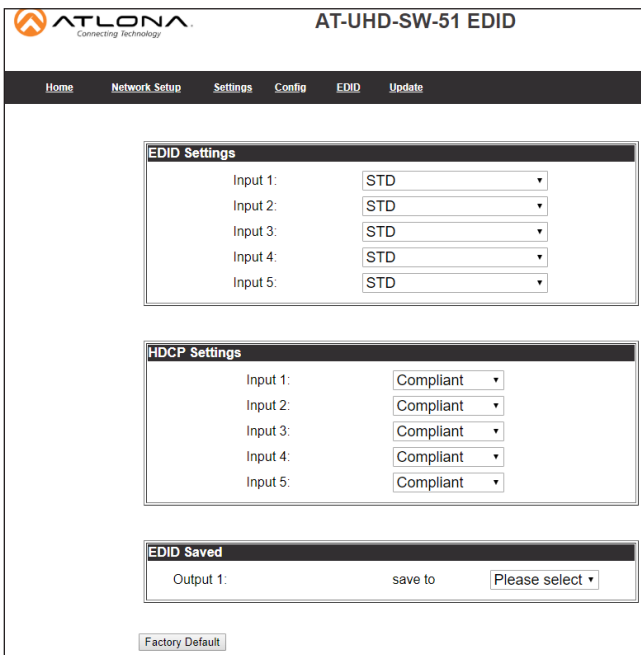 ATLONA
Connecting Technology
AT-UHD-SW-51 EDID
Home Network Setup Settings Config EDID Update
EDID Settings
Input 1: STD
Input 2: STD
Input 3: STD
Input 4: STD
Input 5: STD
HDCP Settings
Input 1: Compliant
Input 2: Compliant
Input 3: Compliant
Input 4: Compliant
Input 5: Compliant
EDID Saved
Output 1: save to Please select
Factory Default